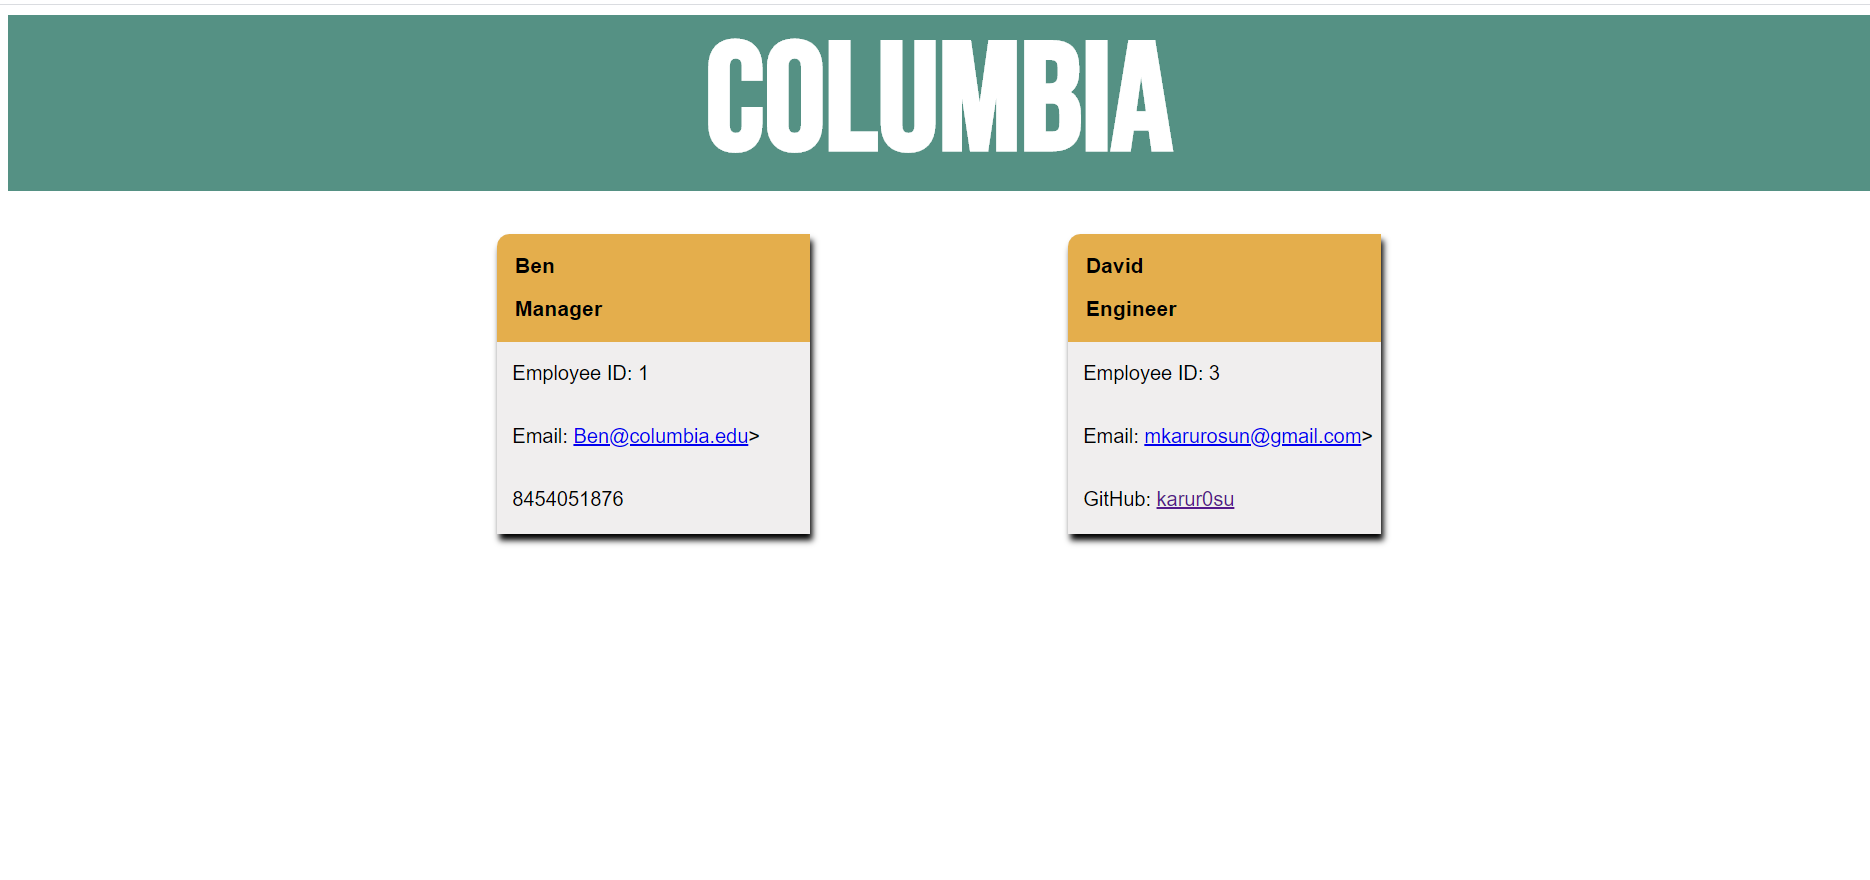 COLUMBIA
Ben
Manager
Employee ID: 1
Email: Ben@columbia.edu>
8454051876
David
Engineer
Employee ID: 3
Email: mkarurosun@gmail.com>
GitHub: karur0su